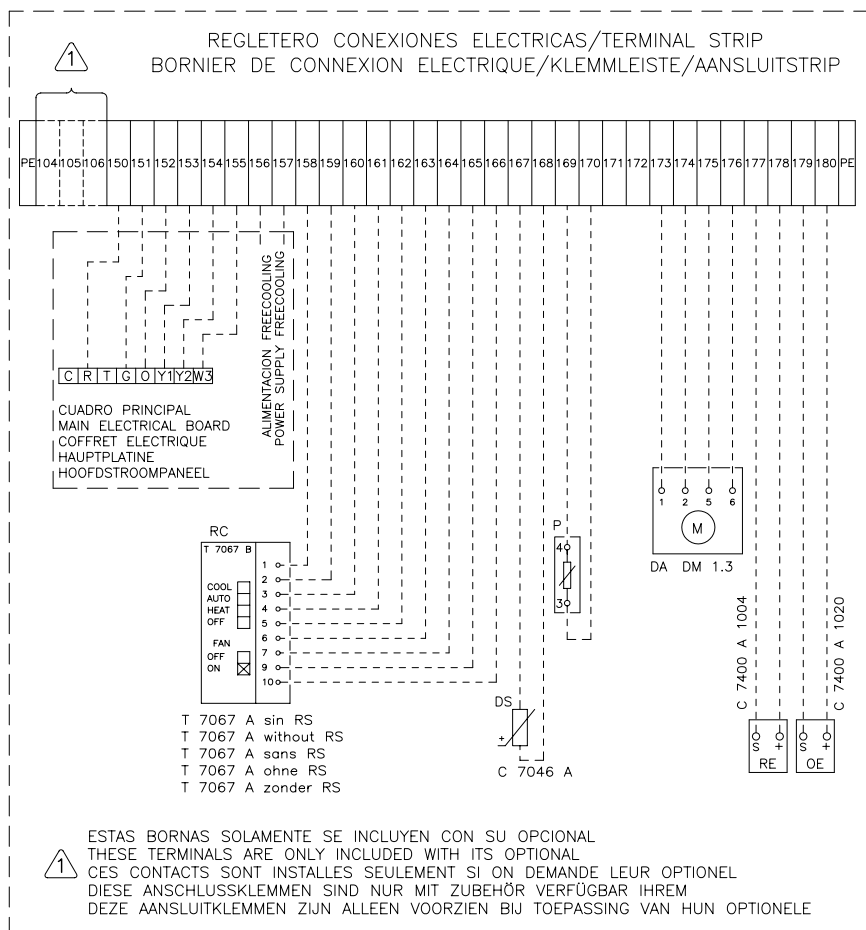 REGLETERO CONEXIONES ELECTRICAS/TERMINAL STRIP
BORNIER DE CONNEXION ELECTRIQUE/KLEMMLEISTE/AANSLUITSTRIP
1
PE 104 105 106 150 151 152 153 154 155 156 157 158 159 160 161 162 163 164 165 166 167 168 169 170 171 172 173 174 175 176 177 178 179 180 PE
ALIMENTACION FREECOOLING
POWER SUPPLY FREECOOLING
C R T G O Y1 Y2 W3
CUADRO PRINCIPAL
MAIN ELECTRICAL BOARD
COFFRET ELECTRIQUE
HAUPTPLATINE
HOOFDSTROOMPANEEL
RC
T 7067 B
COOL
AUTO
HEAT
OFF
FAN
OFF
ON
1
2
3
4
5
6
7
9
10
T 7067 A sin RS
T 7067 A without RS
T 7067 A sans RS
T 7067 A ohne RS
T 7067 A zonder RS
DS
+
C 7046 A
P
4
3
1 2 5 6
M
DA DM 1.3
C 7400 A 1004
S +
RE
C 7400 A 1020
S +
OE
1
ESTAS BORNAS SOLAMENTE SE INCLUYEN CON SU OPCIONAL
THESE TERMINALS ARE ONLY INCLUDED WITH ITS OPTIONAL
CES CONTACTS SONT INSTALLES SEULEMENT SI ON DEMANDE LEUR OPTIONEL
DIESE ANSCHLUSSKLEMMEN SIND NUR MIT ZUBEHÖR VERFÜGBAR IHREM
DEZE AANSLUITKLEMMEN ZIJN ALLEEN VOORZIEN BIJ TOEPASSING VAN HUN OPTIONELE